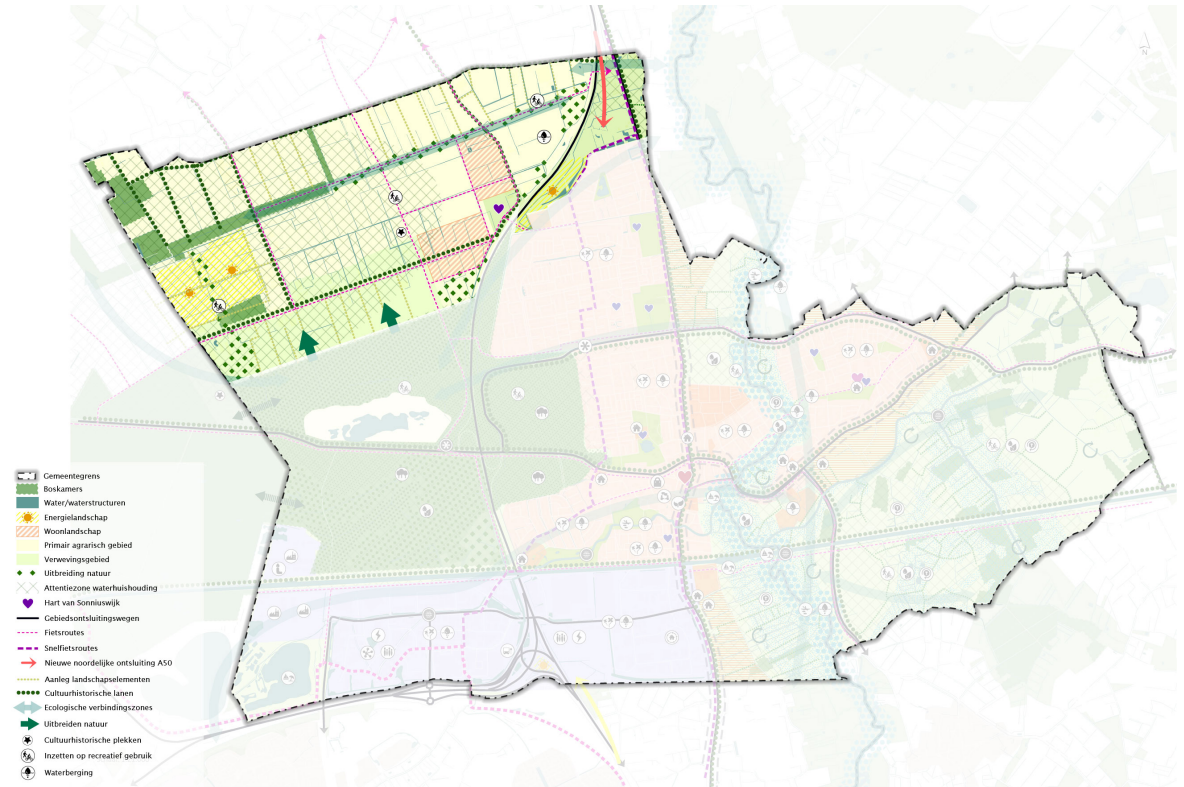 N
Gemeentegrens
Boskamers
Water/waterstructuren
Energielandschap
Woonlandschap
Primair agrarisch gebied
Verwevingsgebied
Uitbreiding natuur
Attentiezone waterhuishouding
Hart van Sonniuswijk
Gebiedsontsluitingswegen
Fietsroutes
Snelfietsroutes
Nieuwe noordelijke ontsluiting A50
Aanleg landschapselementen
Cultuurhistorische lanen
Ecologische verbindingszones
Uitbreiden natuur
Cultuurhistorische plekken
Inzetten op recreatief gebruik
Waterberging